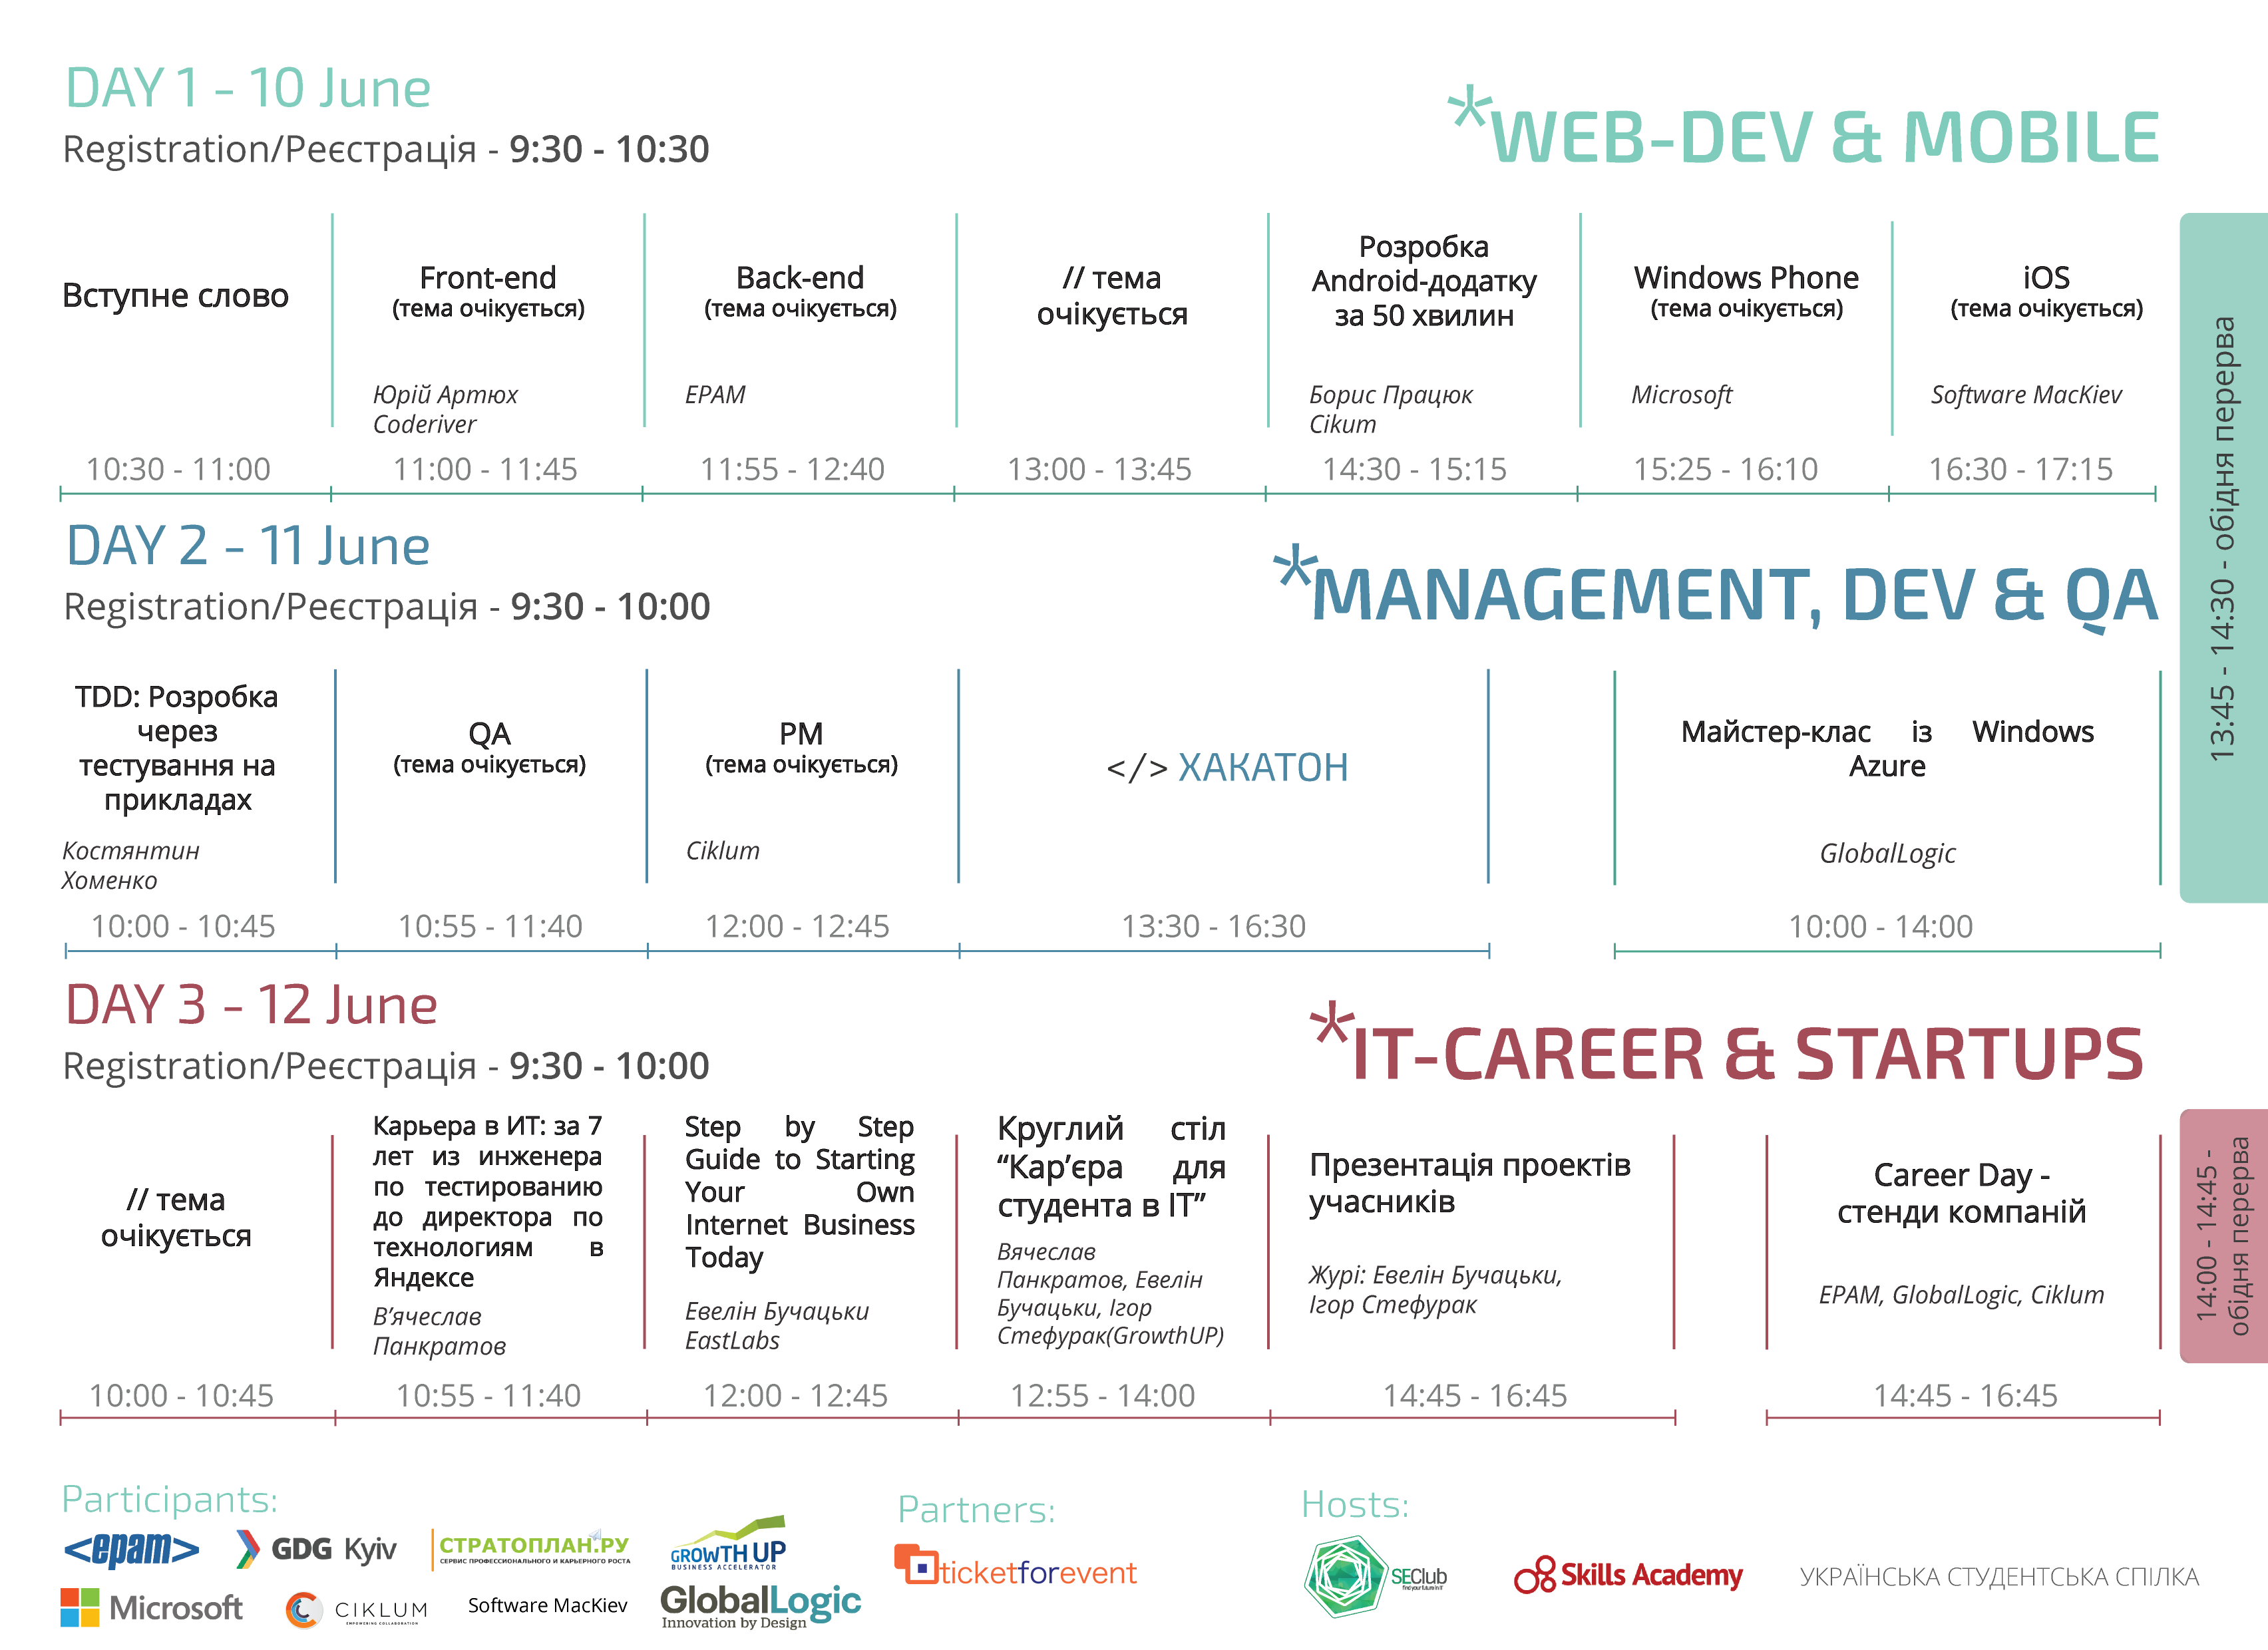 DAY 1 - 10 June
Registration/Реєстрація - 9:30 - 10:30
*WEB-DEV & MOBILE
Вступне слово
10:30 - 11:00
Front-end
(тема очікується)
Юрій Артюх
Coderiver
11:00 - 11:45
Back-end
(тема очікується)
EPAM
11:55 - 12:40
// тема
очікується
13:00 - 13:45
Розробка
Android-додатку
за 50 хвилин
Борис Працюк
Cikum
14:30 - 15:15
Windows Phone
(тема очікується)
Microsoft
15:25 - 16:10
iOS
(тема очікується)
Software MacKiev
16:30 - 17:15
13:45 - 14:30 - обідня перерва
DAY 2 - 11 June
Registration/Реєстрація - 9:30 - 10:00
*MANAGEMENT, DEV & QA
TDD: Розробка
через
тестування на
прикладах
Костянтин
Хоменко
10:00 - 10:45
QA
(тема очікується)
10:55 - 11:40
PM
(тема очікується)
Ciklum
12:00 - 12:45
</> ХАКАТОН
13:30 - 16:30
Майстер-клас із Windows
Azure
GlobalLogic
10:00 - 14:00
DAY 3 - 12 June
Registration/Реєстрація - 9:30 - 10:00
*IT-CAREER & STARTUPS
// тема
очікується
10:00 - 10:45
Карьера в ИТ: за 7
лет из инженера
по тестированию
до директора по
технологиям в
Яндексе
В’ячеслав
Панкратов
10:55 - 11:40
Step by Step
Guide to Starting
Your Own
Internet Business
Today
Евелін Бучацьки
EastLabs
12:00 - 12:45
Круглий стіл
“Кар’єра для
студента в ІТ”
Вячеслав
Панкратов, Евелін
Бучацьки, Ігор
Стефурак(GrowthUP)
12:55 - 14:00
Презентація проектів
учасників
Журі: Евелін Бучацьки,
Ігор Стефурак
14:45 - 16:45
Career Day -
стенди компаній
EPAM, GlobalLogic, Ciklum
14:45 - 16:45
14:00 - 14:45 -
обідня перерва
Participants:
<epam>
GDG Kyiv
СТРАТОПЛАН.РУ
СЕРВИС ПРОФЕССИОНАЛЬНОГО И КАРЬЕРНОГО РОСТА
GROWTH UP
BUSINESS ACCELERATOR
Microsoft
CIKLUM
EMPOWERING COLLABORATION
Software MacKiev
GlobalLogic
Innovation by Design
Partners:
ticketforevent
Hosts:
SEClub
find your future in IT
Skills Academy
УКРАЇНСЬКА СТУДЕНТСЬКА СПІЛКА